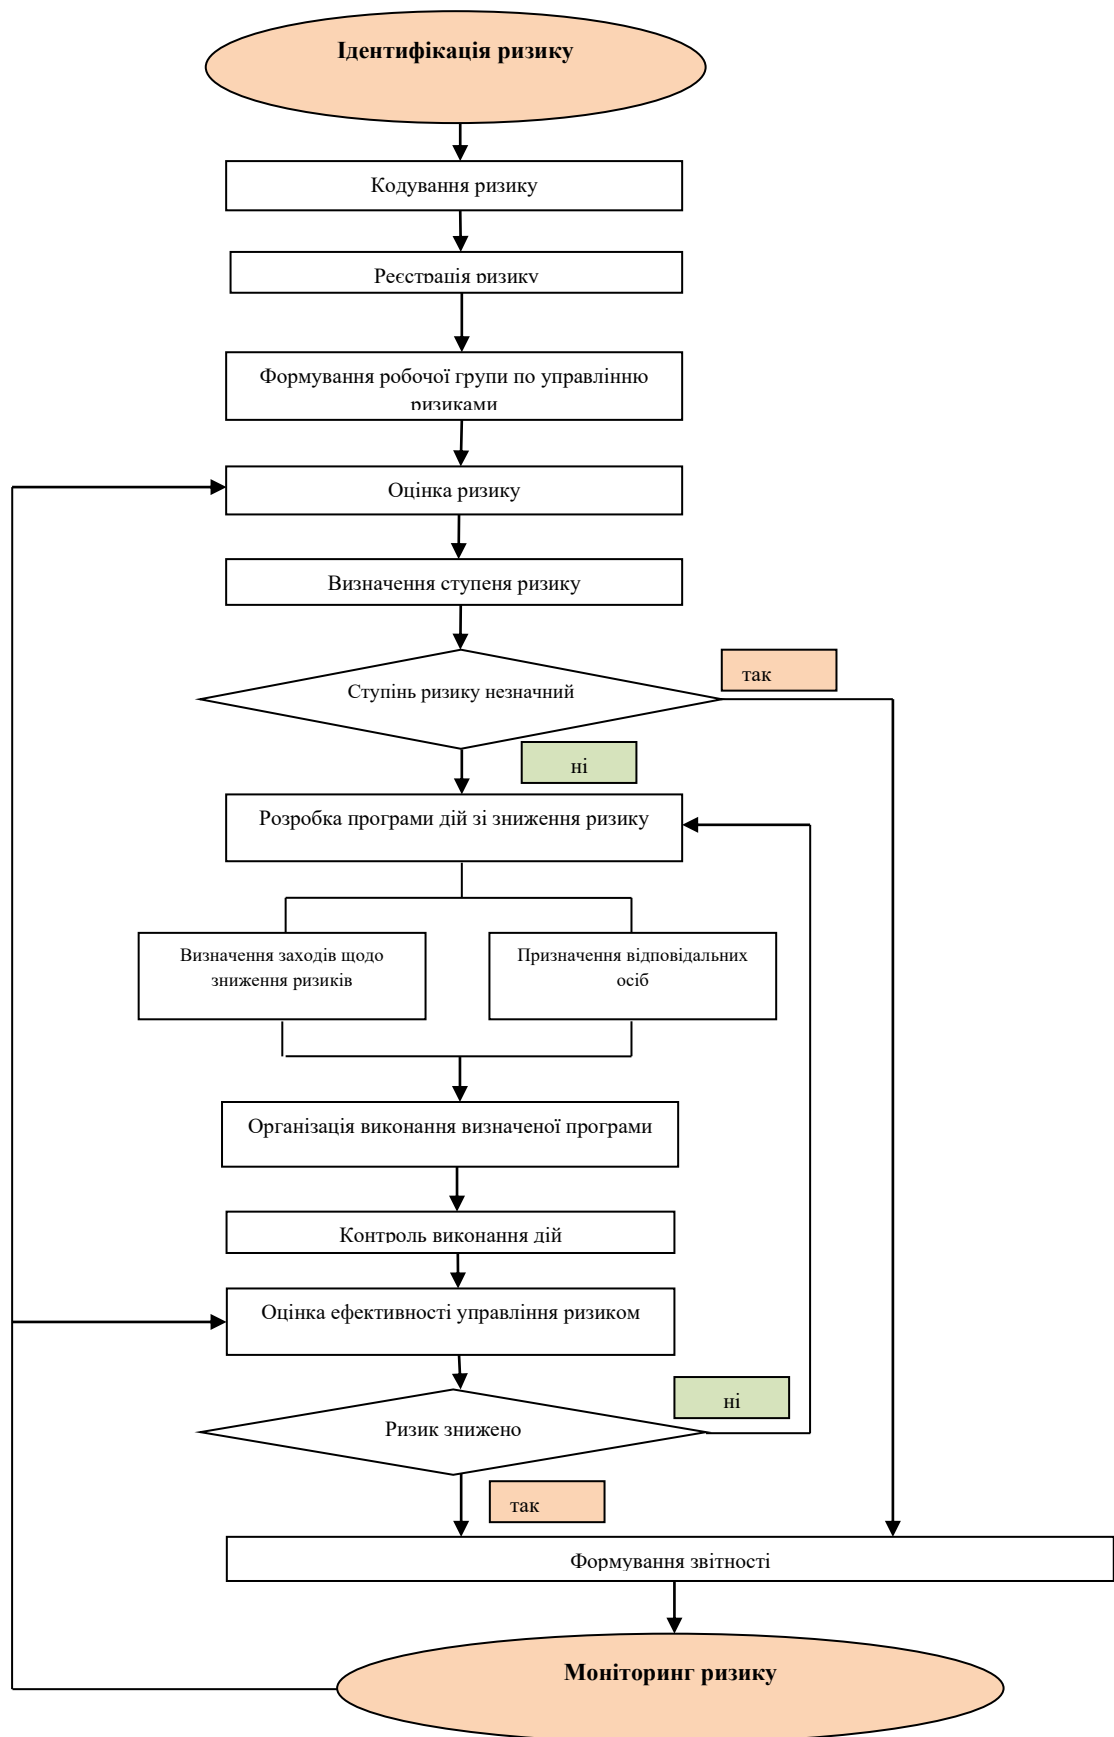 Ідентифікація ризику
Кодування ризику
Реєстрація ризику
Формування робочої групи по управлінню
ризиками
Оцінка ризику
Визначення ступеня ризику
Ступінь ризику незначний
так
ні
Розробка програми дій зі зниження ризику
Визначення заходів щодо
зниження ризиків
Призначення відповідальних
осіб
Організація виконання визначеної програми
Контроль виконання дій
Оцінка ефективності управління ризиком
ні
Ризик знижено
так
Формування звітності
Моніторинг ризику